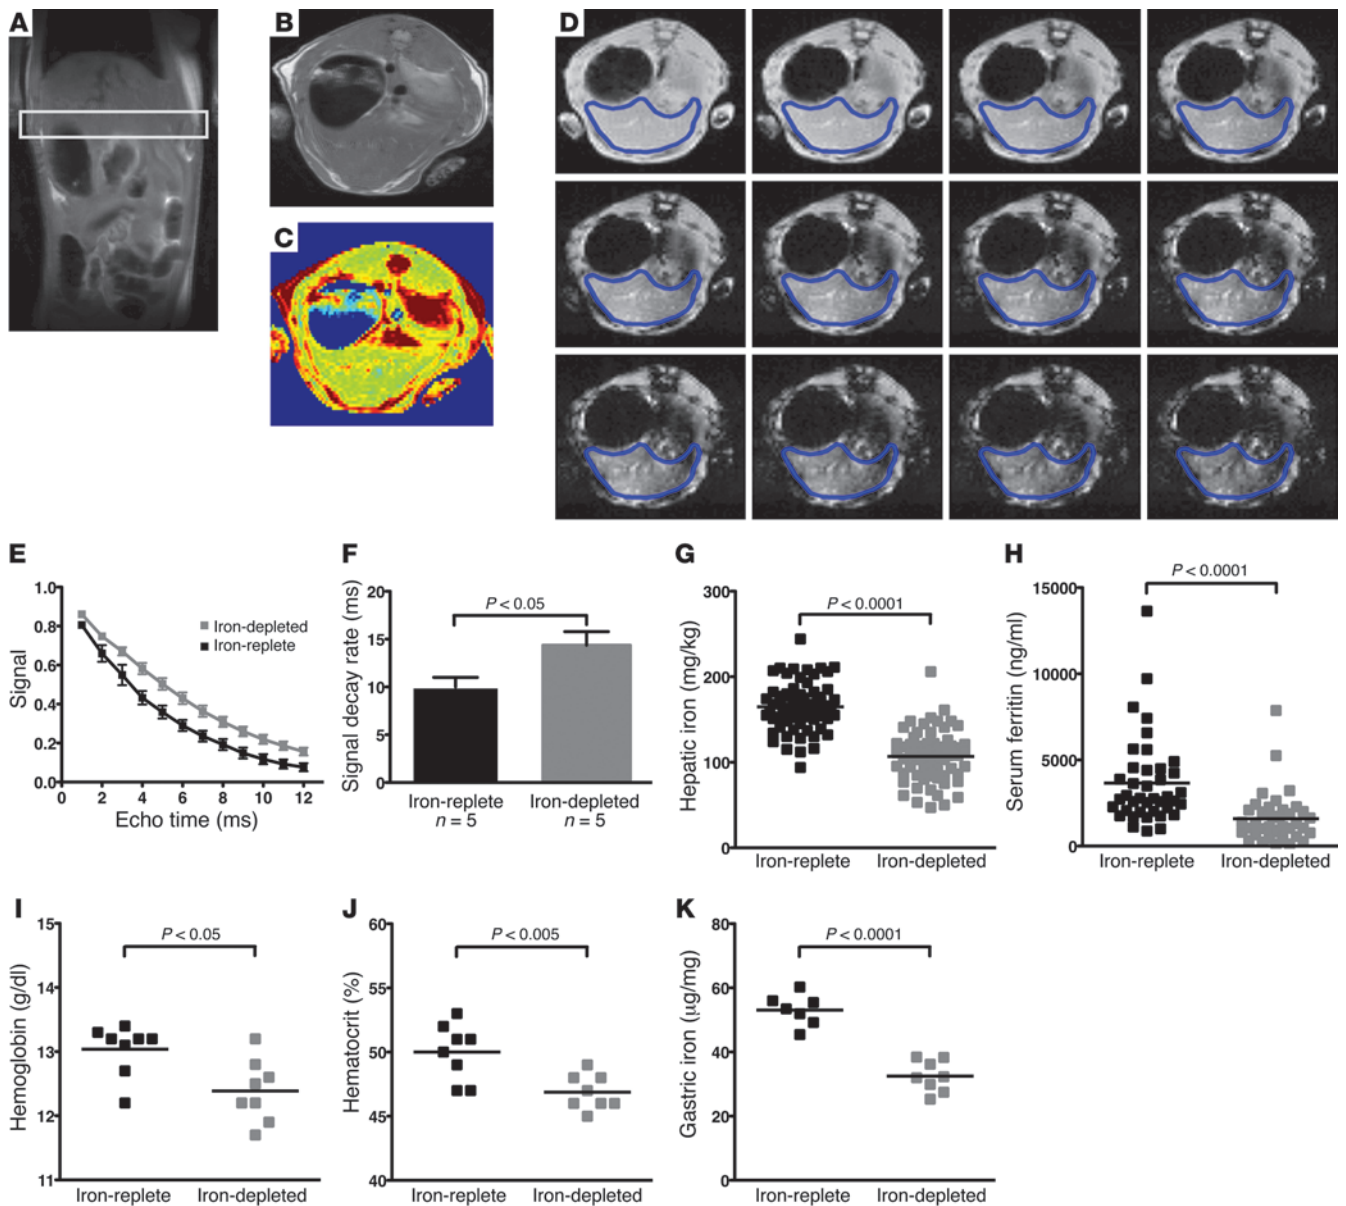 A
B
C
D
E
Signal
1.0
0.8
0.6
0.4
0.2
0.0
Iron-depleted
Iron-replete
0 2 4 6 8 10 12
Echo time (ms)
F
Signal decay rate (ms)
20
15
10
5
0
P < 0.05
Iron-replete Iron-depleted
n = 5 n = 5
G
Hepatic iron (mg/kg)
300
200
100
0
P < 0.0001
Iron-replete Iron-depleted
H
Serum ferritin (ng/ml)
15000
10000
5000
0
P < 0.0001
Iron-replete Iron-depleted
I
Hemoglobin (g/dl)
15
14
13
12
11
P < 0.05
Iron-replete Iron-depleted
J
Hematocrit (%)
60
55
50
45
40
P < 0.005
Iron-replete Iron-depleted
K
Gastric iron (µg/mg)
80
60
40
20
0
P < 0.0001
Iron-replete Iron-depleted